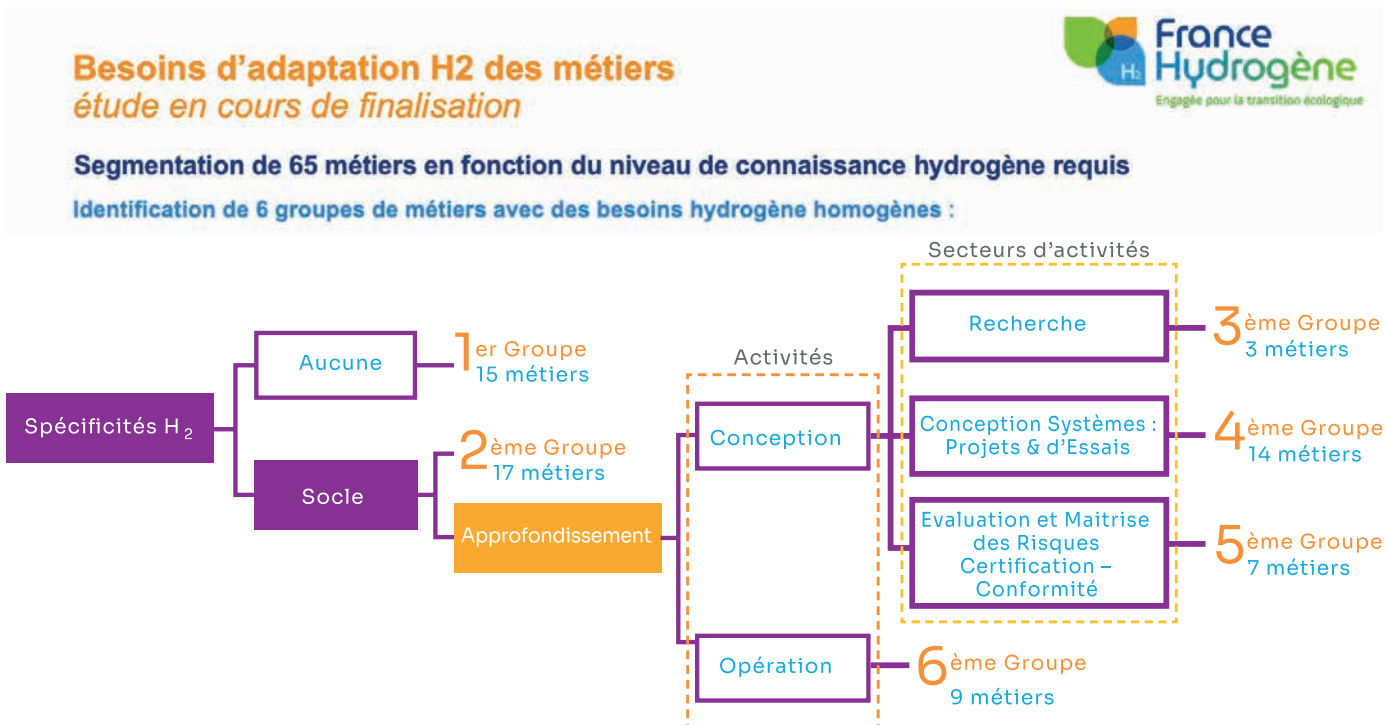 Besoins d'adaptation H2 des métiers
étude en cours de finalisation
France
Hydrogène
H2
Engagée pour la transition écologique
Segmentation de 65 métiers en fonction du niveau de connaissance hydrogène requis
Identification de 6 groupes de métiers avec des besoins hydrogène homogènes :
Spécificités H2
Aucune
1er Groupe
15 métiers
Socle
2ème Groupe
17 métiers
Approfondissement
Activités
Conception
Opération
Secteurs d'activités
Recherche
3ème Groupe
3 métiers
Conception Systèmes :
Projets & d'Essais
4ème Groupe
14 métiers
Evaluation et Maitrise
des Risques
Certification –
Conformité
5ème Groupe
7 métiers
6ème Groupe
9 métiers